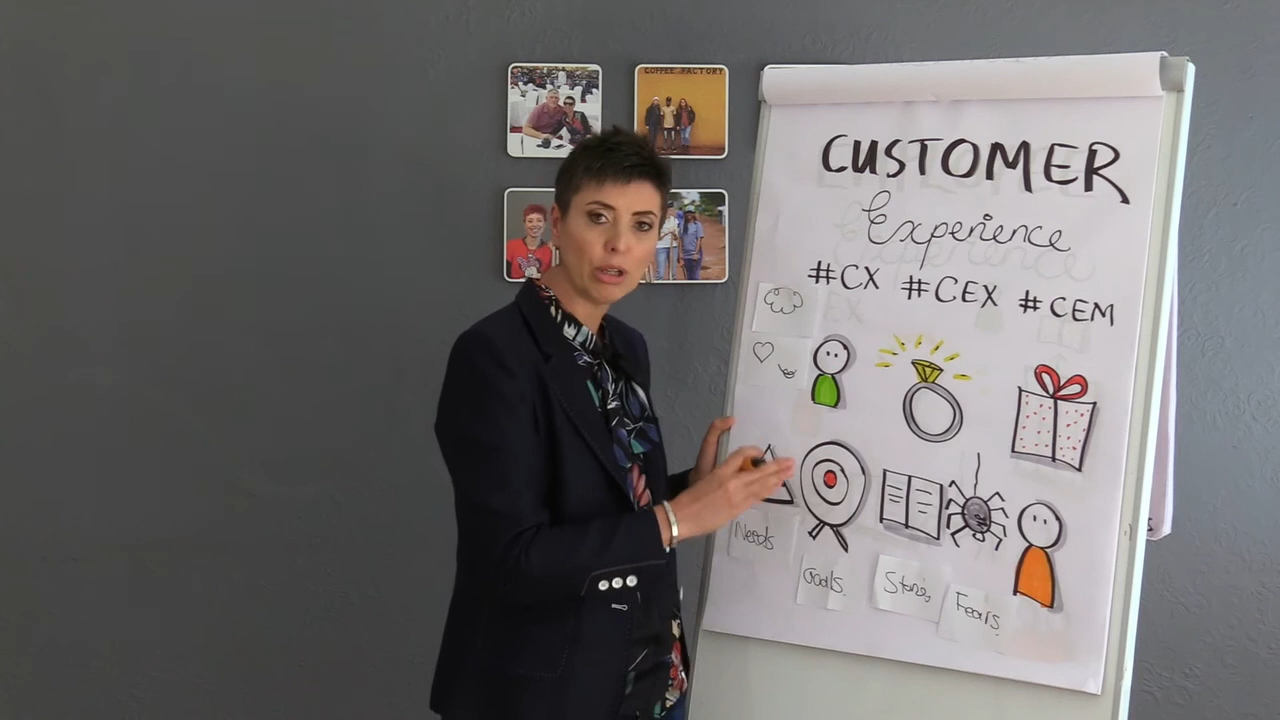 COFFEE FACTORY
CUSTOMER
Experience
#CX #CEX #CEM
Needs
Goals.
Stories
Fears.